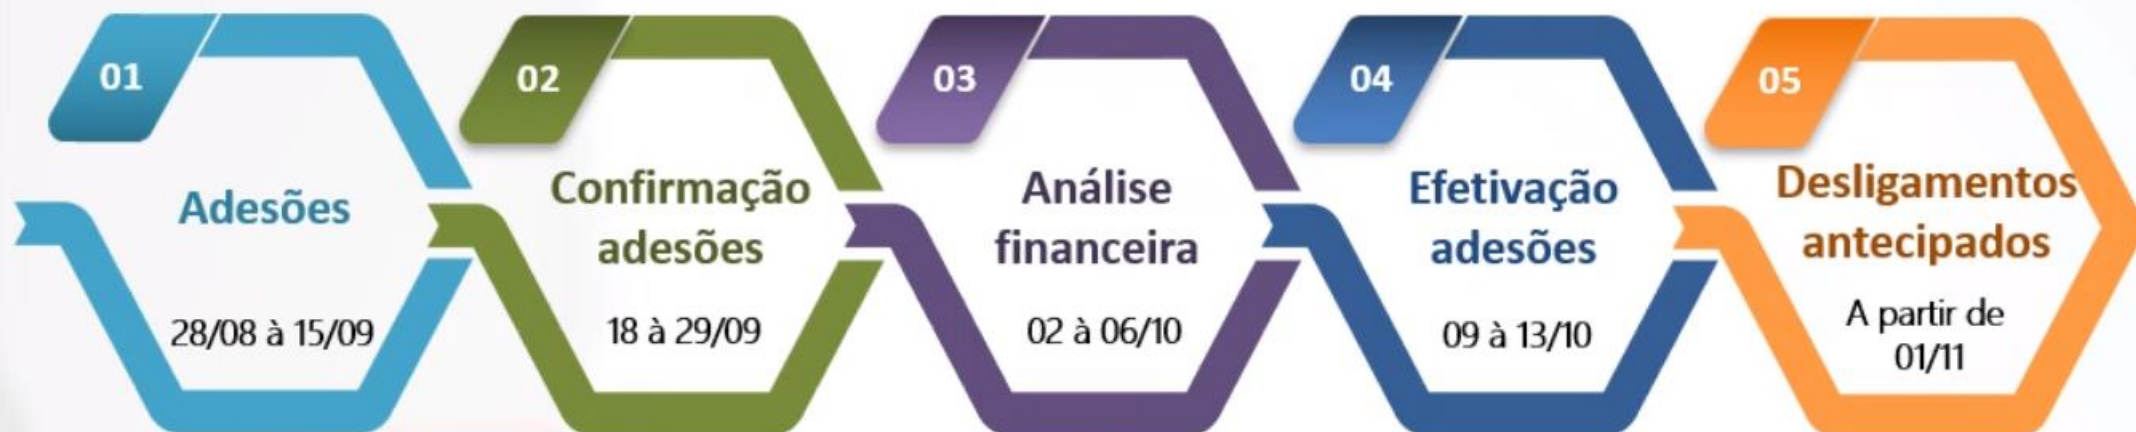 01
Adesões
28/08 à 15/09
02
Confirmação
adesões
18 à 29/09
03
Análise
financeira
02 à 06/10
04
Efetivação
adesões
09 à 13/10
05
Desligamentos
antecipados
A partir de
01/11